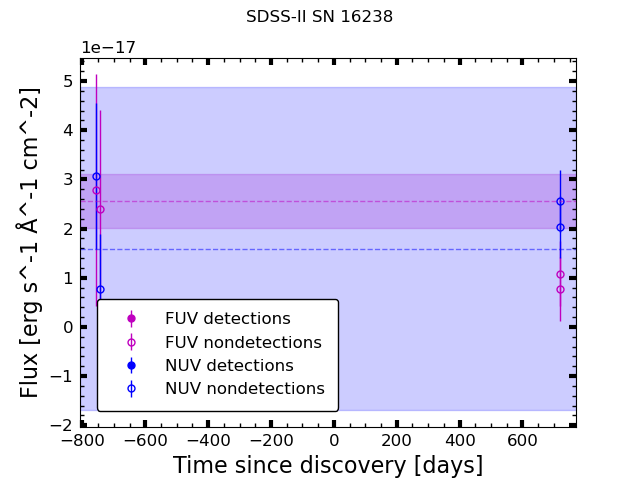 SDSS-II SN 16238
1e−17
5
4
3
2
1
0
−1
−2
Flux [erg s^-1 Å^-1 cm^-2]
FUV detections
FUV nondetections
NUV detections
NUV nondetections
−800 −600 −400 −200 0 200 400 600
Time since discovery [days]